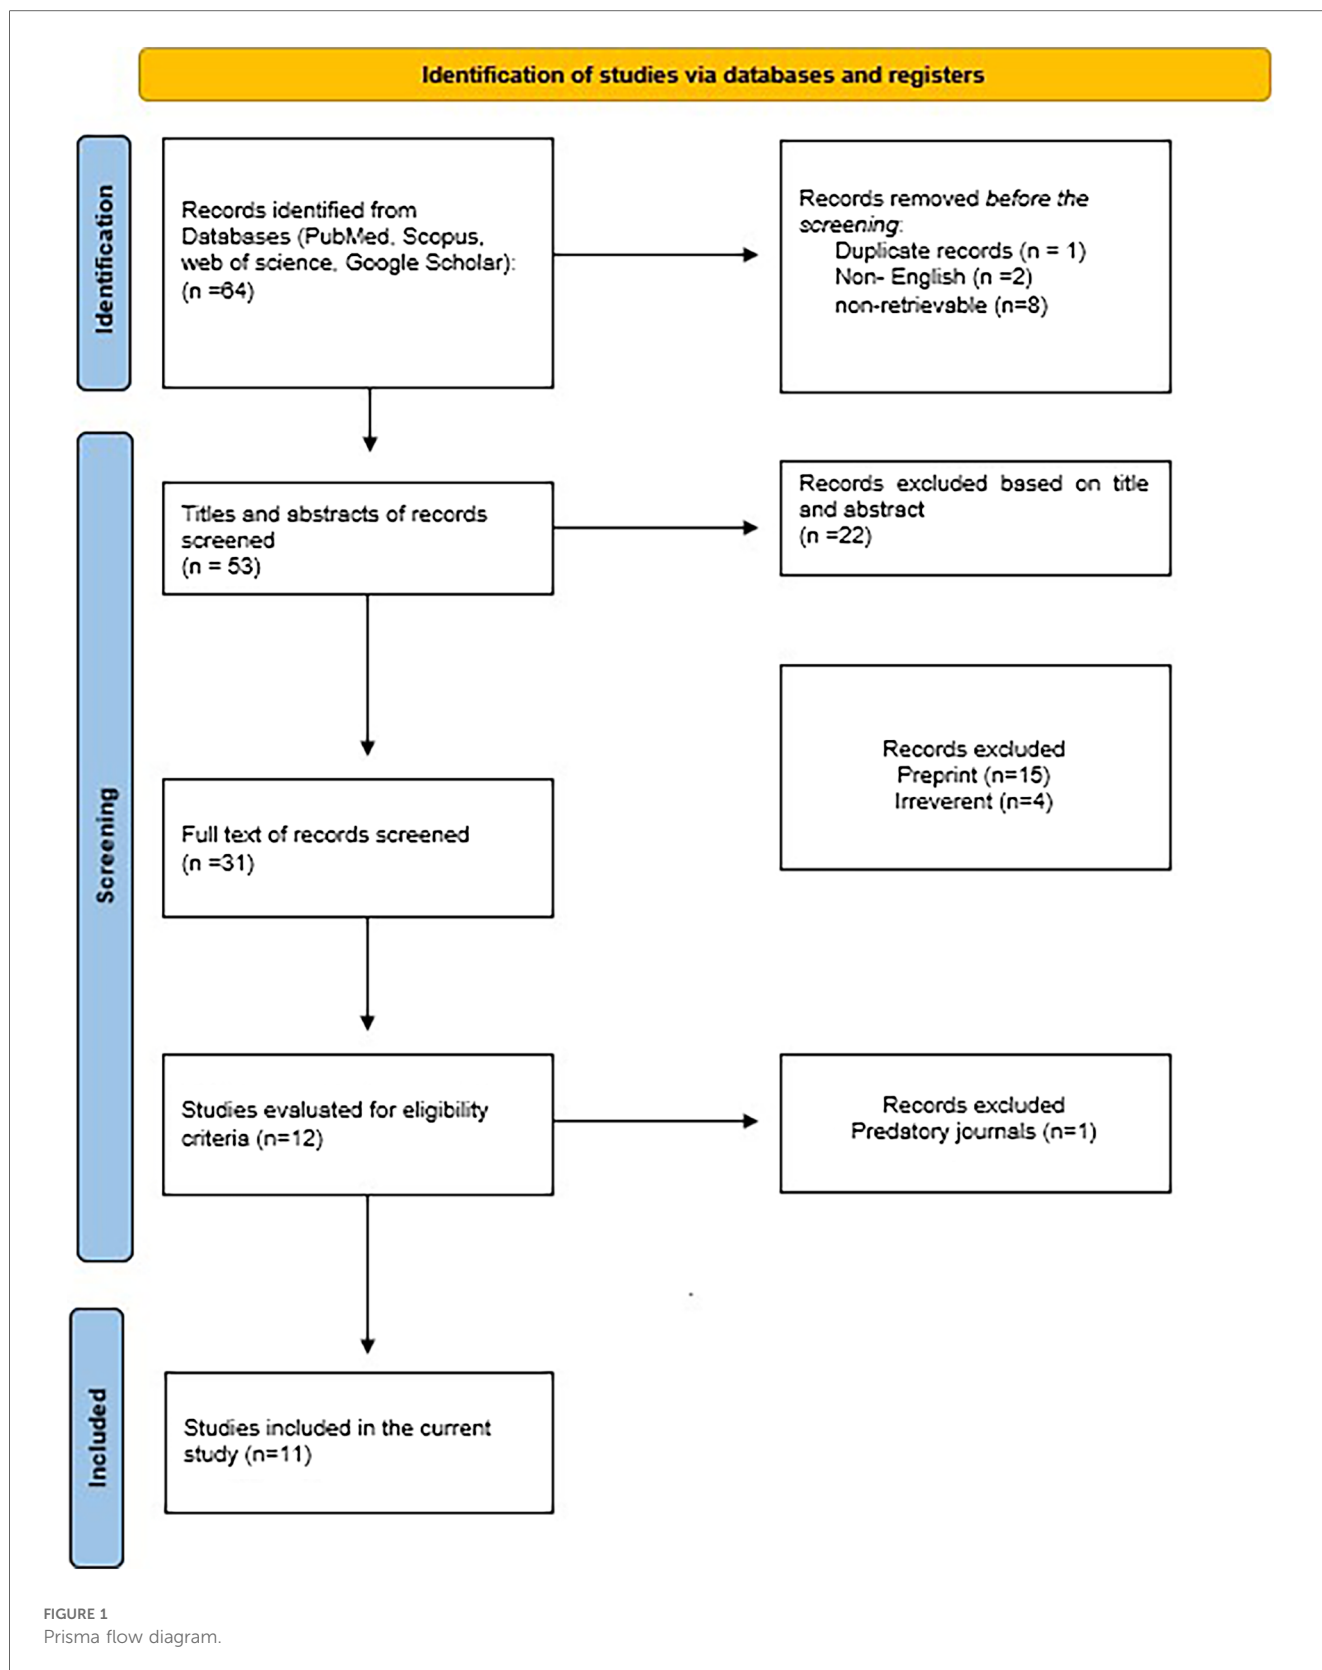 Identification of studies via databases and registers
Identification
Records identified from
Databases (PubMed, Scopus,
web of science, Google Scholar):
(n =64)
Records removed before the
screening:
Duplicate records (n = 1)
Non- English (n =2)
non-retrievable (n=8)
Screening
Titles and abstracts of records
screened
(n = 53)
Records excluded based on title
and abstract
(n =22)
Full text of records screened
(n =31)
Records excluded
Preprint (n=15)
Irreverent (n=4)
Studies evaluated for eligibility
criteria (n=12)
Records excluded
Predatory journals (n=1)
Included
Studies included in the current
study (n=11)
FIGURE 1
Prisma flow diagram.